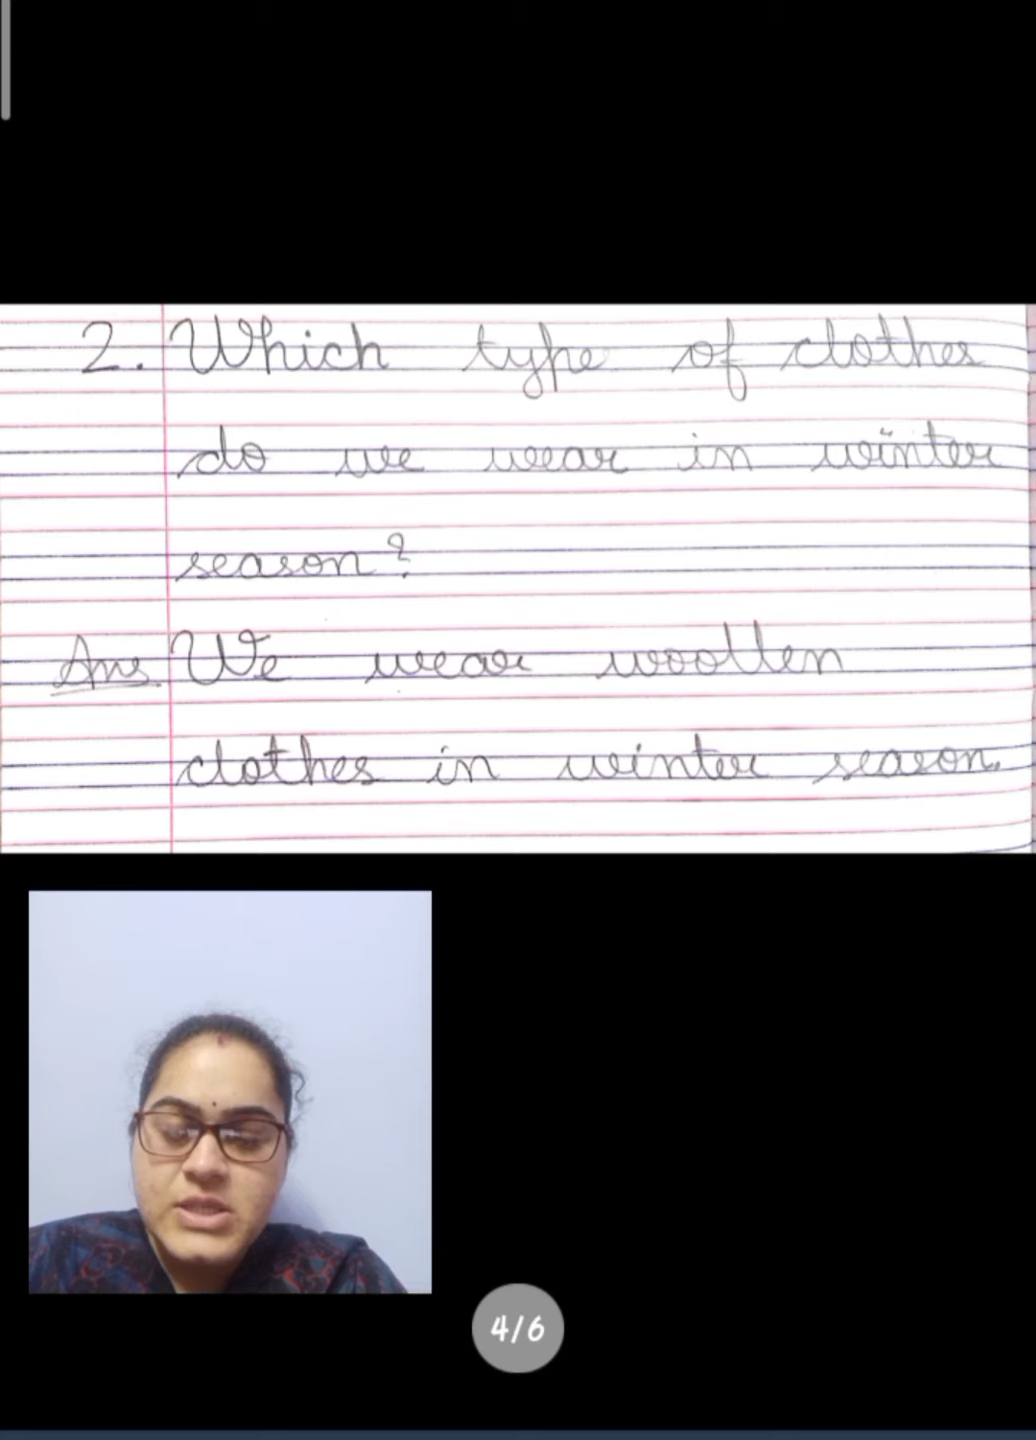 2. Which type of clothes
do we wear in winter
season?
Ans We wear woollen
clothes in winter season.
4/6